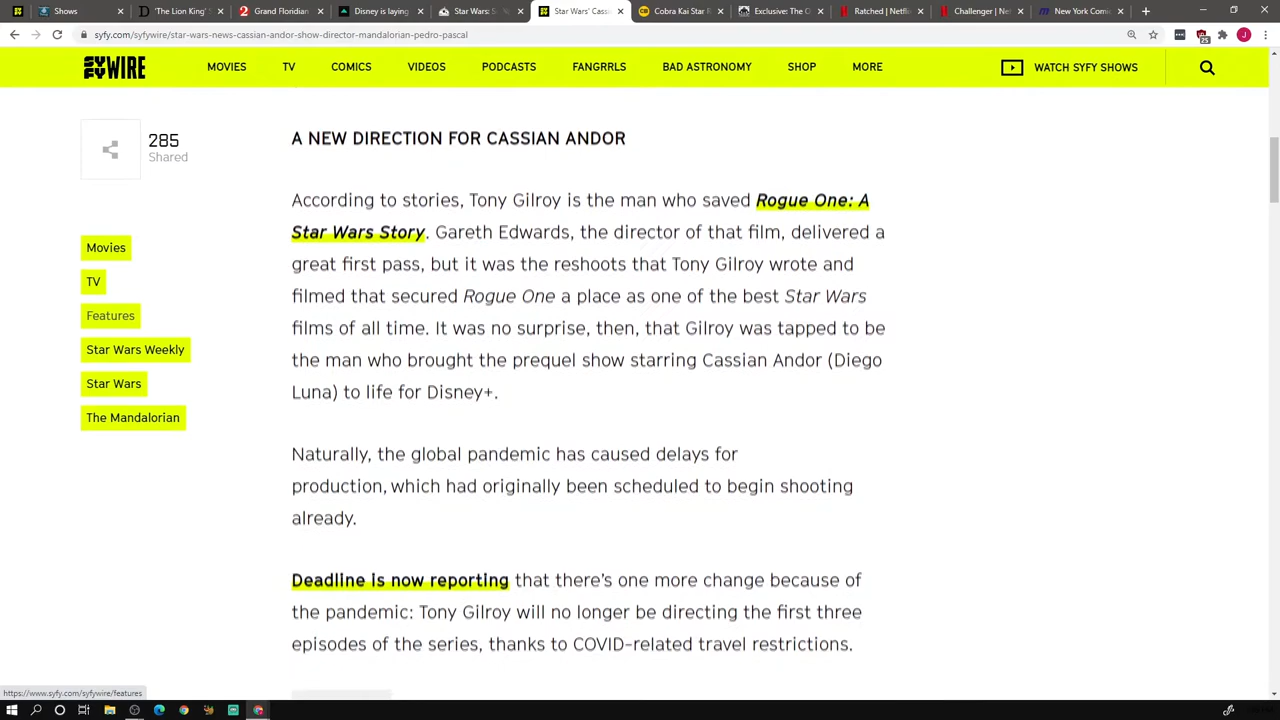 Shows
'The Lion King'
Grand Floridian
Disney is laying
Star Wars: S
Star Wars' Cass
Cobra Kai Star R
Exclusive: The C
Ratched | Netfli
Challenger | Net
New York Comic
syfy.com/syfywire/star-wars-news-cassian-andor-show-director-mandalorian-pedro-pascal
25
J
SYFY WIRE
MOVIES
TV
COMICS
VIDEOS
PODCASTS
FANGRRLS
BAD ASTRONOMY
SHOP
MORE
WATCH SYFY SHOWS
285
Shared
Movies
TV
Features
Star Wars Weekly
Star Wars
The Mandalorian
A NEW DIRECTION FOR CASSIAN ANDOR
According to stories, Tony Gilroy is the man who saved Rogue One: A
Star Wars Story. Gareth Edwards, the director of that film, delivered a
great first pass, but it was the reshoots that Tony Gilroy wrote and
filmed that secured Rogue One a place as one of the best Star Wars
films of all time. It was no surprise, then, that Gilroy was tapped to be
the man who brought the prequel show starring Cassian Andor (Diego
Luna) to life for Disney+.
Naturally, the global pandemic has caused delays for
production, which had originally been scheduled to begin shooting
already.
Deadline is now reporting that there's one more change because of
the pandemic: Tony Gilroy will no longer be directing the first three
episodes of the series, thanks to COVID-related travel restrictions.
https://www.syfy.com/syfywire/features